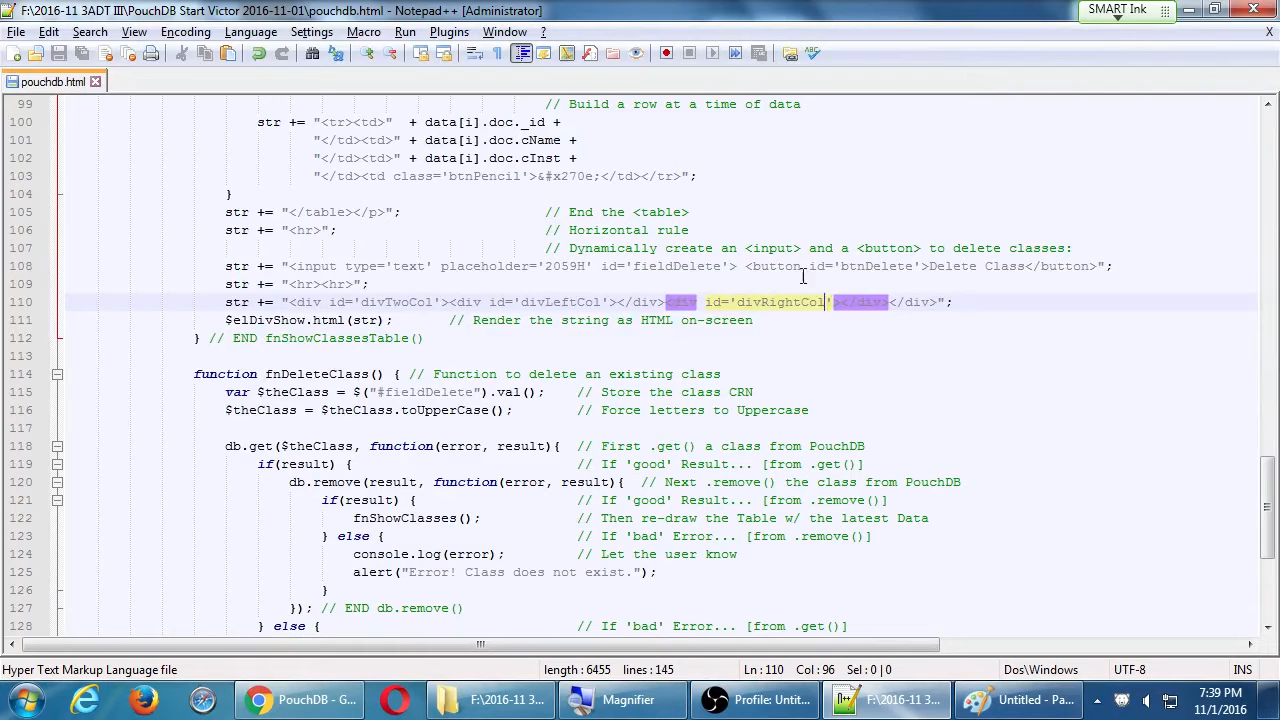 F:\2016-11 3ADT III\PouchDB Start Victor 2016-11-01\pouchdb.html - Notepad++ [Administrator]
SMART Ink
File Edit Search View Encoding Language Settings Macro Run Plugins Window ? X
pouchdb.html
99 // Build a row at a time of data
100 str += "<tr><td>" + data[i].doc._id +
101 "</td><td>" + data[i].doc.cName +
102 "</td><td>" + data[i].doc.cInst +
103 "</td><td class='btnPencil'>&#x270e;</td></tr>";
104 }
105 str += "</table></p>"; // End the <table>
106 str += "<hr>"; // Horizontal rule
107 // Dynamically create an <input> and a <button> to delete classes:
108 str += "<input type='text' placeholder='2059H' id='fieldDelete'> <button id='btnDelete'>Delete Class</button>";
109 str += "<hr><hr>";
110 str += "<div id='divTwoCol'><div id='divLeftCol'></div><div id='divRightCol'></div></div>";
111 $elDivShow.html(str); // Render the string as HTML on-screen
112 } // END fnShowClassesTable()
113
114 function fnDeleteClass() { // Function to delete an existing class
115 var $theClass = $("#fieldDelete").val(); // Store the class CRN
116 $theClass = $theClass.toUpperCase(); // Force letters to Uppercase
117
118 db.get($theClass, function(error, result){ // First .get() a class from PouchDB
119 if(result) { // If 'good' Result... [from .get()]
120 db.remove(result, function(error, result){ // Next .remove() the class from PouchDB
121 if(result) { // If 'good' Result... [from .remove()]
122 fnShowClasses(); // Then re-draw the Table w/ the latest Data
123 } else { // If 'bad' Error... [from .remove()]
124 console.log(error); // Let the user know
125 alert("Error! Class does not exist.");
126 }
127 }); // END db.remove()
128 } else { // If 'bad' Error... [from .get()]
Hyper Text Markup Language file length : 6455 lines : 145 Ln : 110 Col : 96 Sel : 0 | 0 Dos\Windows UTF-8 INS
PouchDB - G... F:\2016-11 3... Magnifier Profile: Untit... F:\2016-11 3... Untitled - Pa... 7:39 PM
11/1/2016